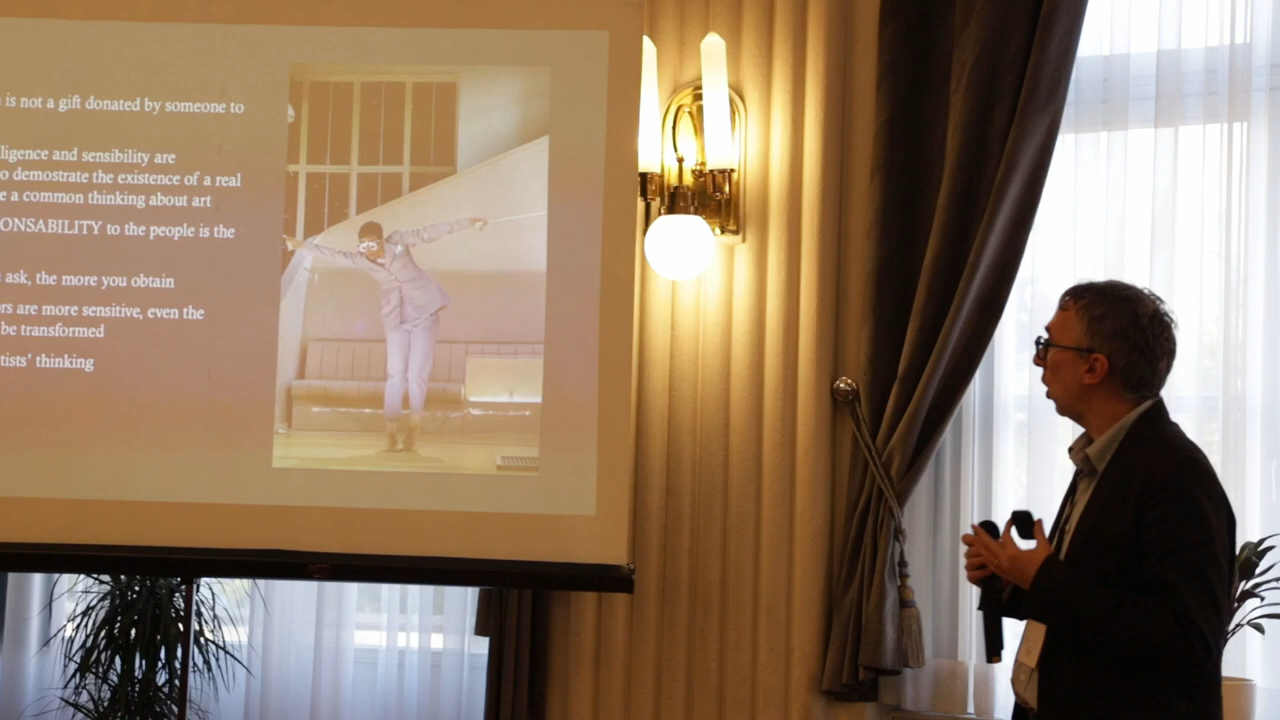 is not a gift donated by someone to
ligence and sensibility are
o demostrate the existence of a real
e a common thinking about art
ONSABILITY to the people is the
ask, the more you obtain
rs are more sensitive, even the
be transformed
tists' thinking